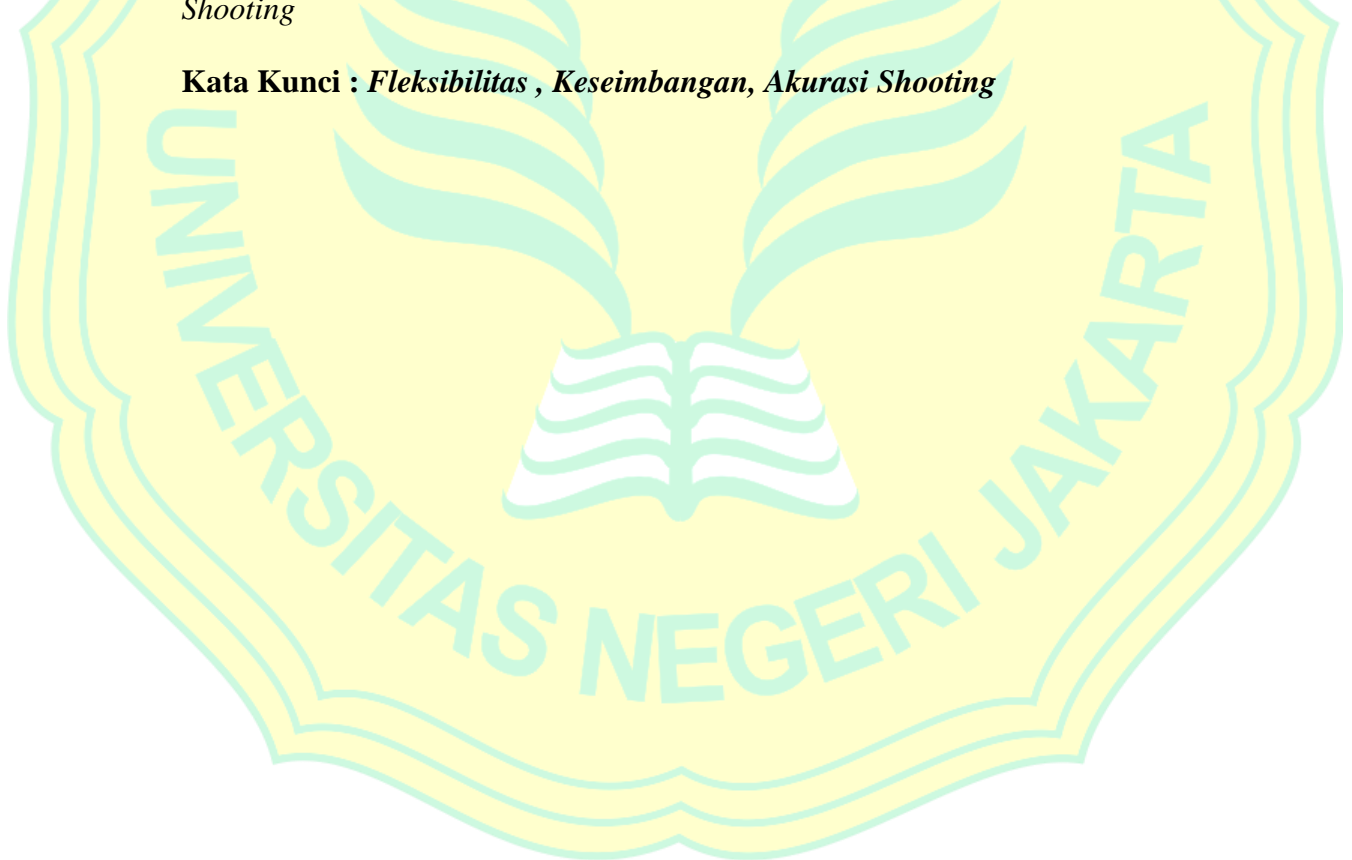 Shooting
Kata Kunci : Fleksibilitas , Keseimbangan, Akurasi Shooting
UNIVERSITAS NEGERI JAKARTA